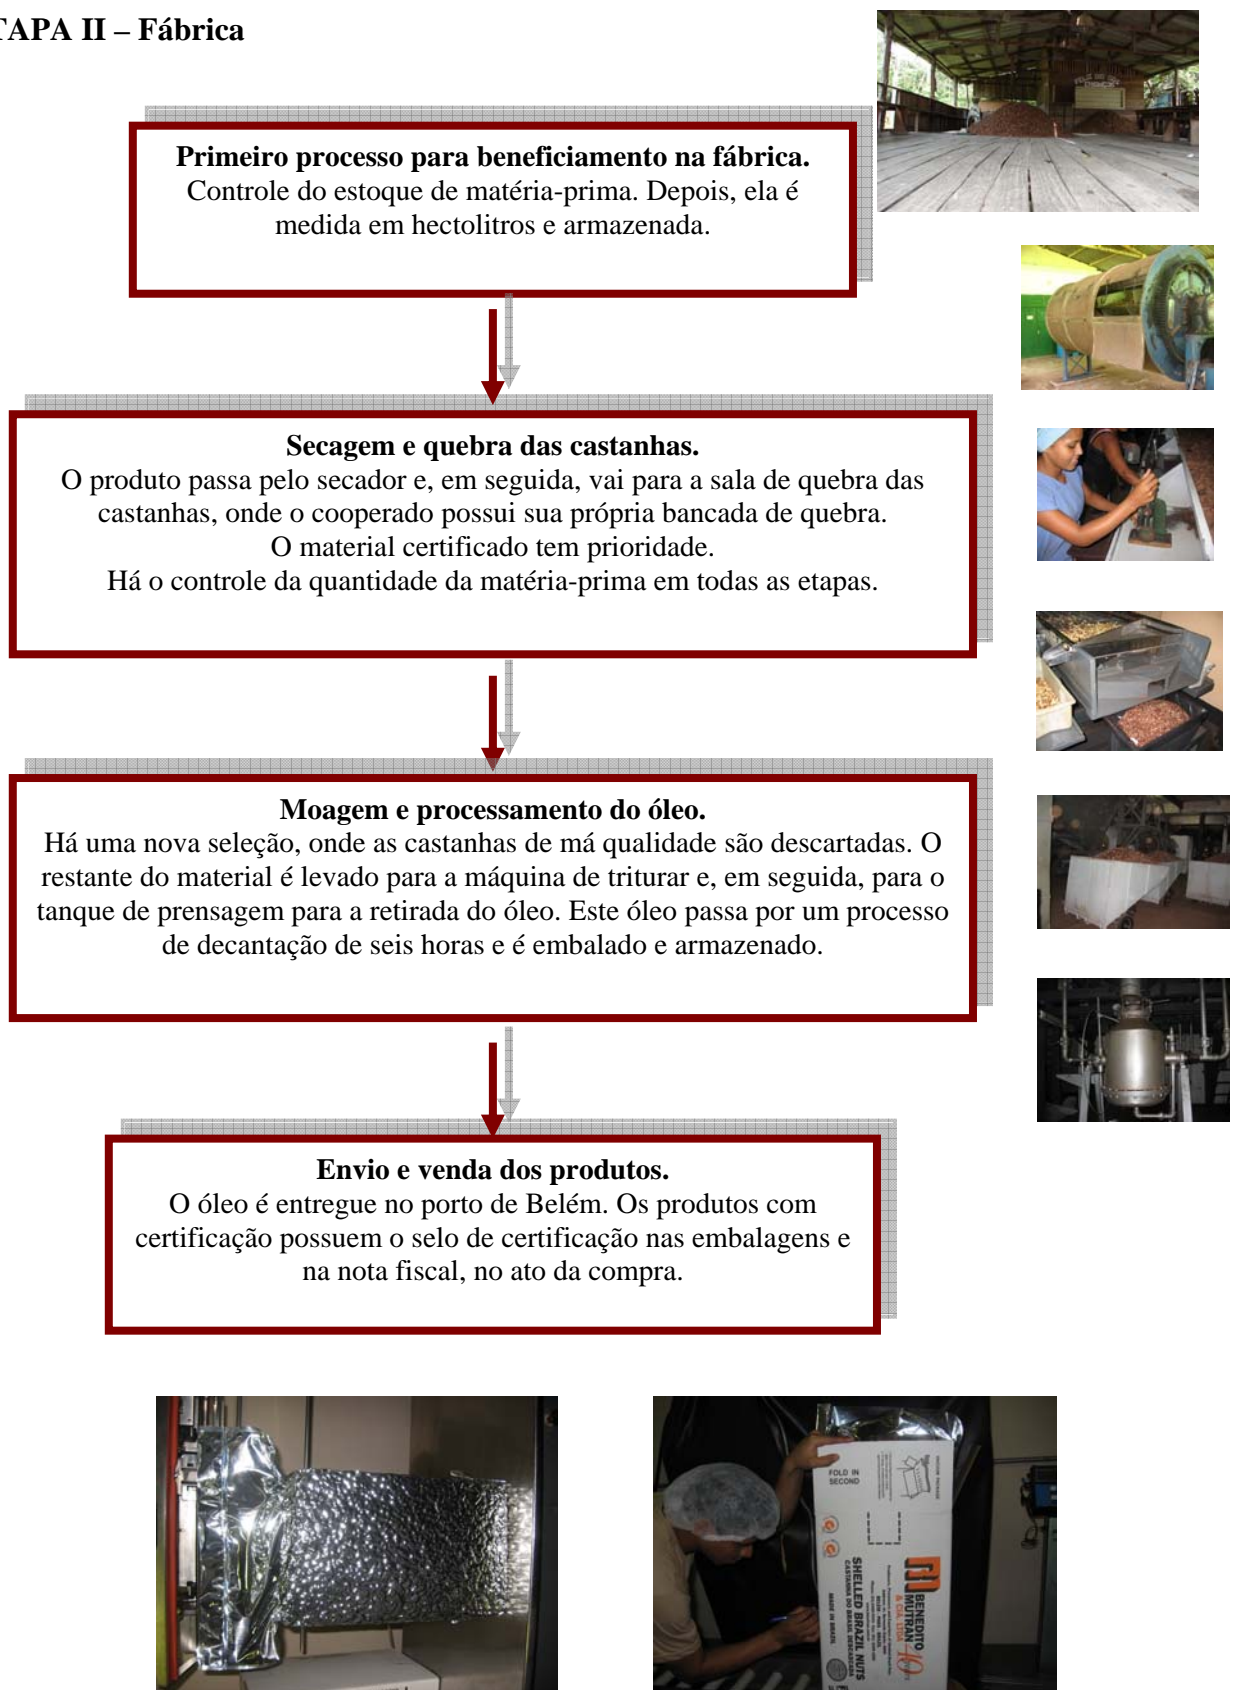 TAPA II – Fábrica
Primeiro processo para beneficiamento na fábrica.
Controle do estoque de matéria-prima. Depois, ela é
medida em hectolitros e armazenada.
Secagem e quebra das castanhas.
O produto passa pelo secador e, em seguida, vai para a sala de quebra das
castanhas, onde o cooperado possui sua própria bancada de quebra.
O material certificado tem prioridade.
Há o controle da quantidade da matéria-prima em todas as etapas.
Moagem e processamento do óleo.
Há uma nova seleção, onde as castanhas de má qualidade são descartadas. O
restante do material é levado para a máquina de triturar e, em seguida, para o
tanque de prensagem para a retirada do óleo. Este óleo passa por um processo
de decantação de seis horas e é embalado e armazenado.
Envio e venda dos produtos.
O óleo é entregue no porto de Belém. Os produtos com
certificação possuem o selo de certificação nas embalagens e
na nota fiscal, no ato da compra.
FOLD IN
SECOND
BENEDITO
MUTRAN
& CIA. LTDA
40
SHELLED BRAZIL NUTS
CASTANHA DO BRASIL DESCASCADA
MADE IN BRAZIL